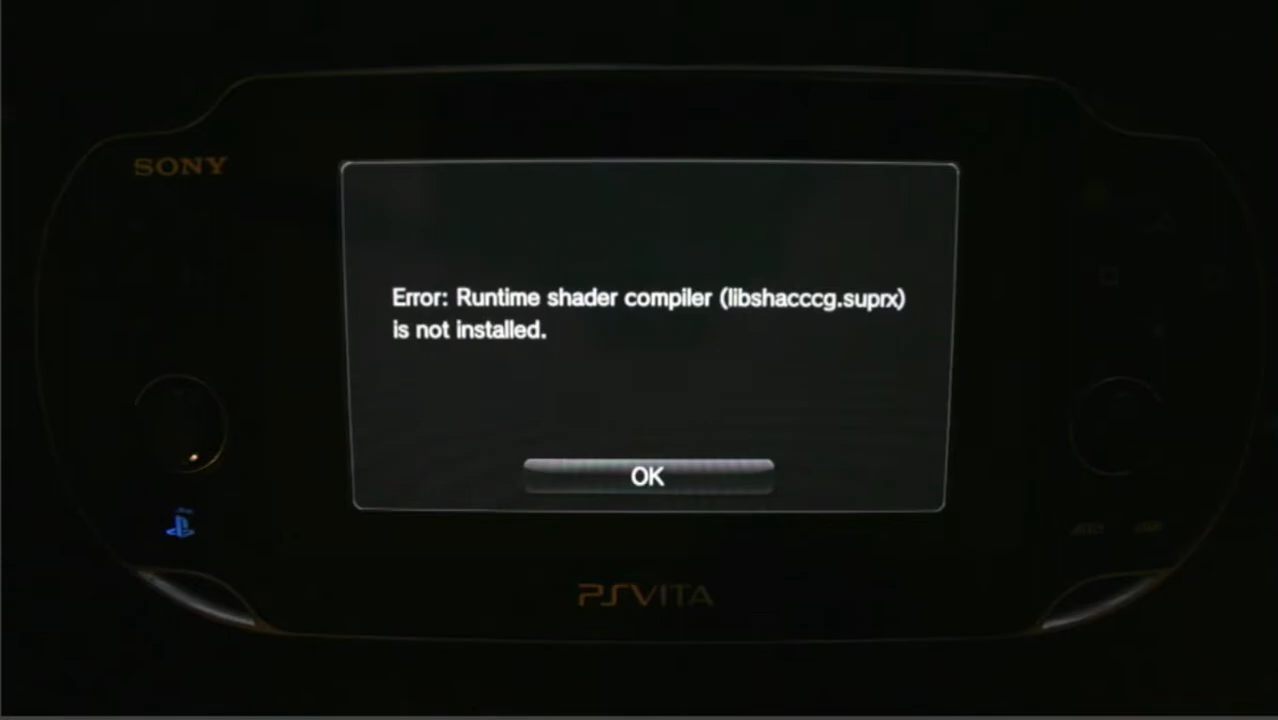 SONY
Error: Runtime shader compiler (libshacccg.suprx)
is not installed.
OK
PSVITA